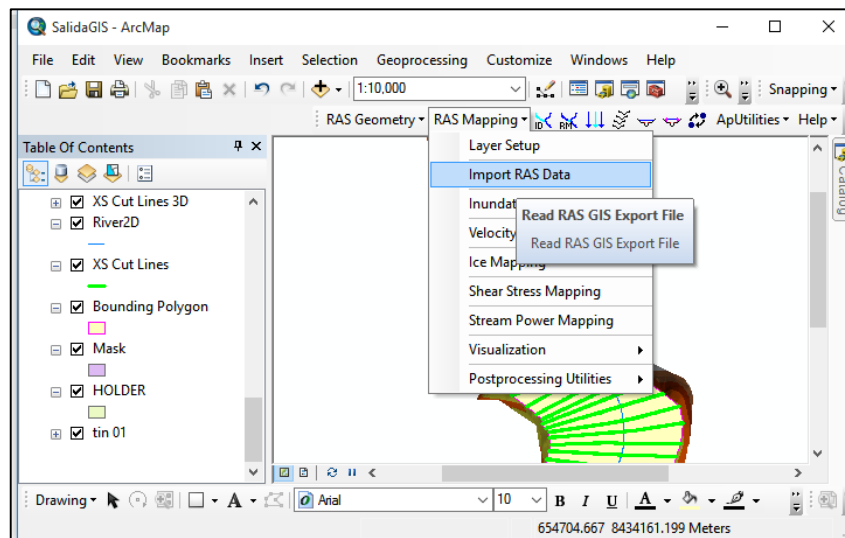 SalidaGIS - ArcMap
File Edit View Bookmarks Insert Selection Geoprocessing Customize Windows Help
1:10,000 Snapping
RAS Geometry RAS Mapping ID RM ApUtilities Help
Table Of Contents
Catalog
XS Cut Lines 3D
River2D
XS Cut Lines
Bounding Polygon
Mask
HOLDER
tin 01
Layer Setup
Import RAS Data
Inundat
Read RAS GIS Export File
Velocity
Read RAS GIS Export File
Ice Mapping
Shear Stress Mapping
Stream Power Mapping
Visualization
Postprocessing Utilities
Drawing A Arial 10 B I U A
654704.667 8434161.199 Meters